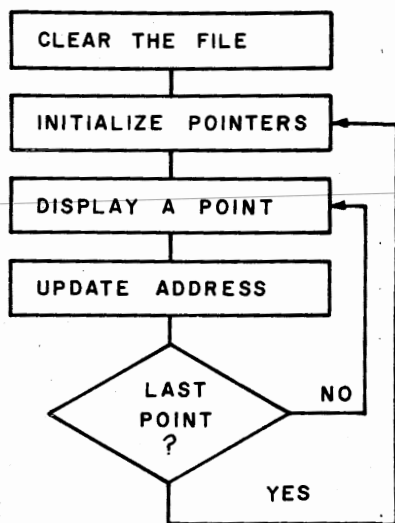 CLEAR THE FILE
INITIALIZE POINTERS
DISPLAY A POINT
UPDATE ADDRESS
LAST
POINT
?
NO
YES